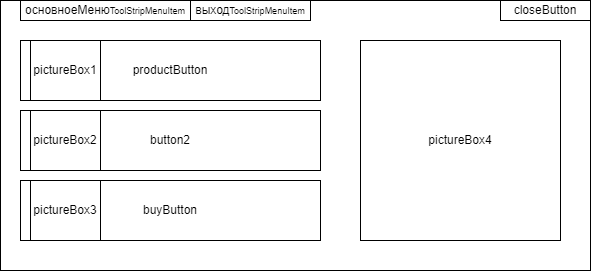 основноеМенюToolStripMenuItem
выходToolStripMenuItem
closeButton
pictureBox1
productButton
pictureBox2
button2
pictureBox3
buyButton
pictureBox4